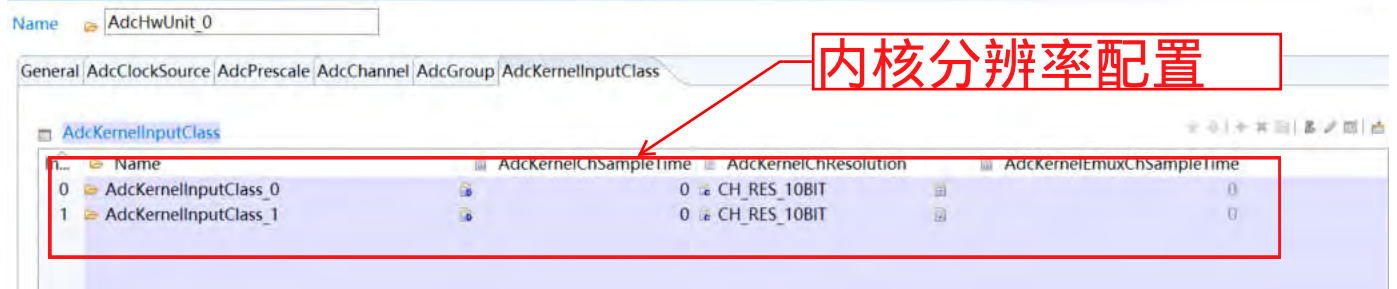 Name AdcHwUnit_0
内核分辨率配置
General AdcClockSource AdcPrescale AdcChannel AdcGroup AdcKernelInputClass
AdcKernelInputClass
In... Name AdcKernelChSampleTime AdcKernelChResolution AdcKernelEmuxChSampleTime
0 AdcKernelInputClass_0 0 CH_RES_10BIT 0
1 AdcKernelInputClass_1 0 CH_RES_10BIT 0